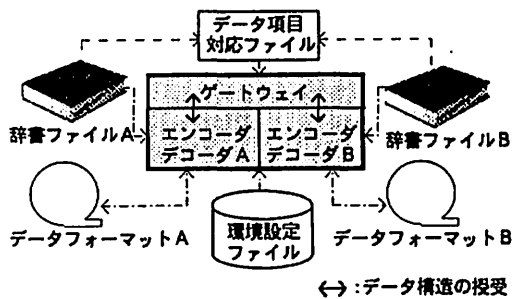 データ項目
対応ファイル
ゲートウェイ
辞書ファイルA
エンコーダ
デコーダA
エンコーダ
デコーダB
辞書ファイルB
データフォーマットA
環境設定
ファイル
データフォーマットB
↔:データ構造の授受